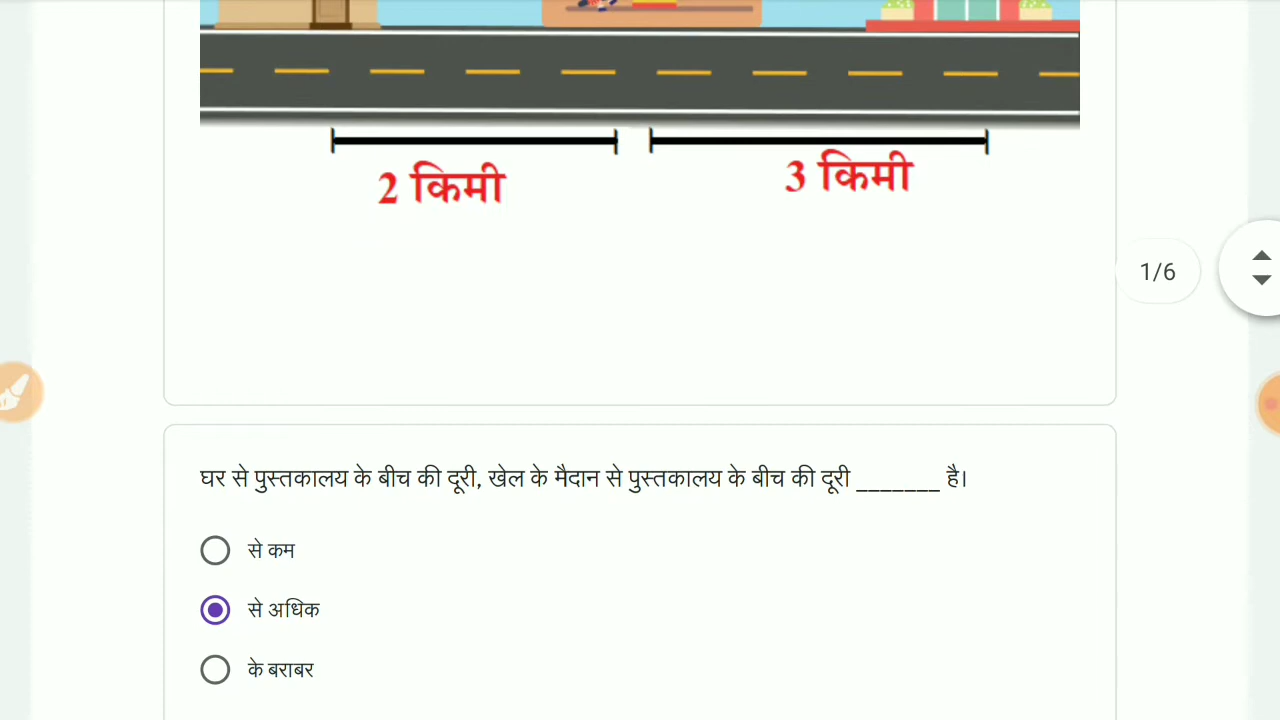 2 किमी
3 किमी
1/6
घर से पुस्तकालय के बीच की दूरी, खेल के मैदान से पुस्तकालय के बीच की दूरी _______ है।
से कम
से अधिक
के बराबर